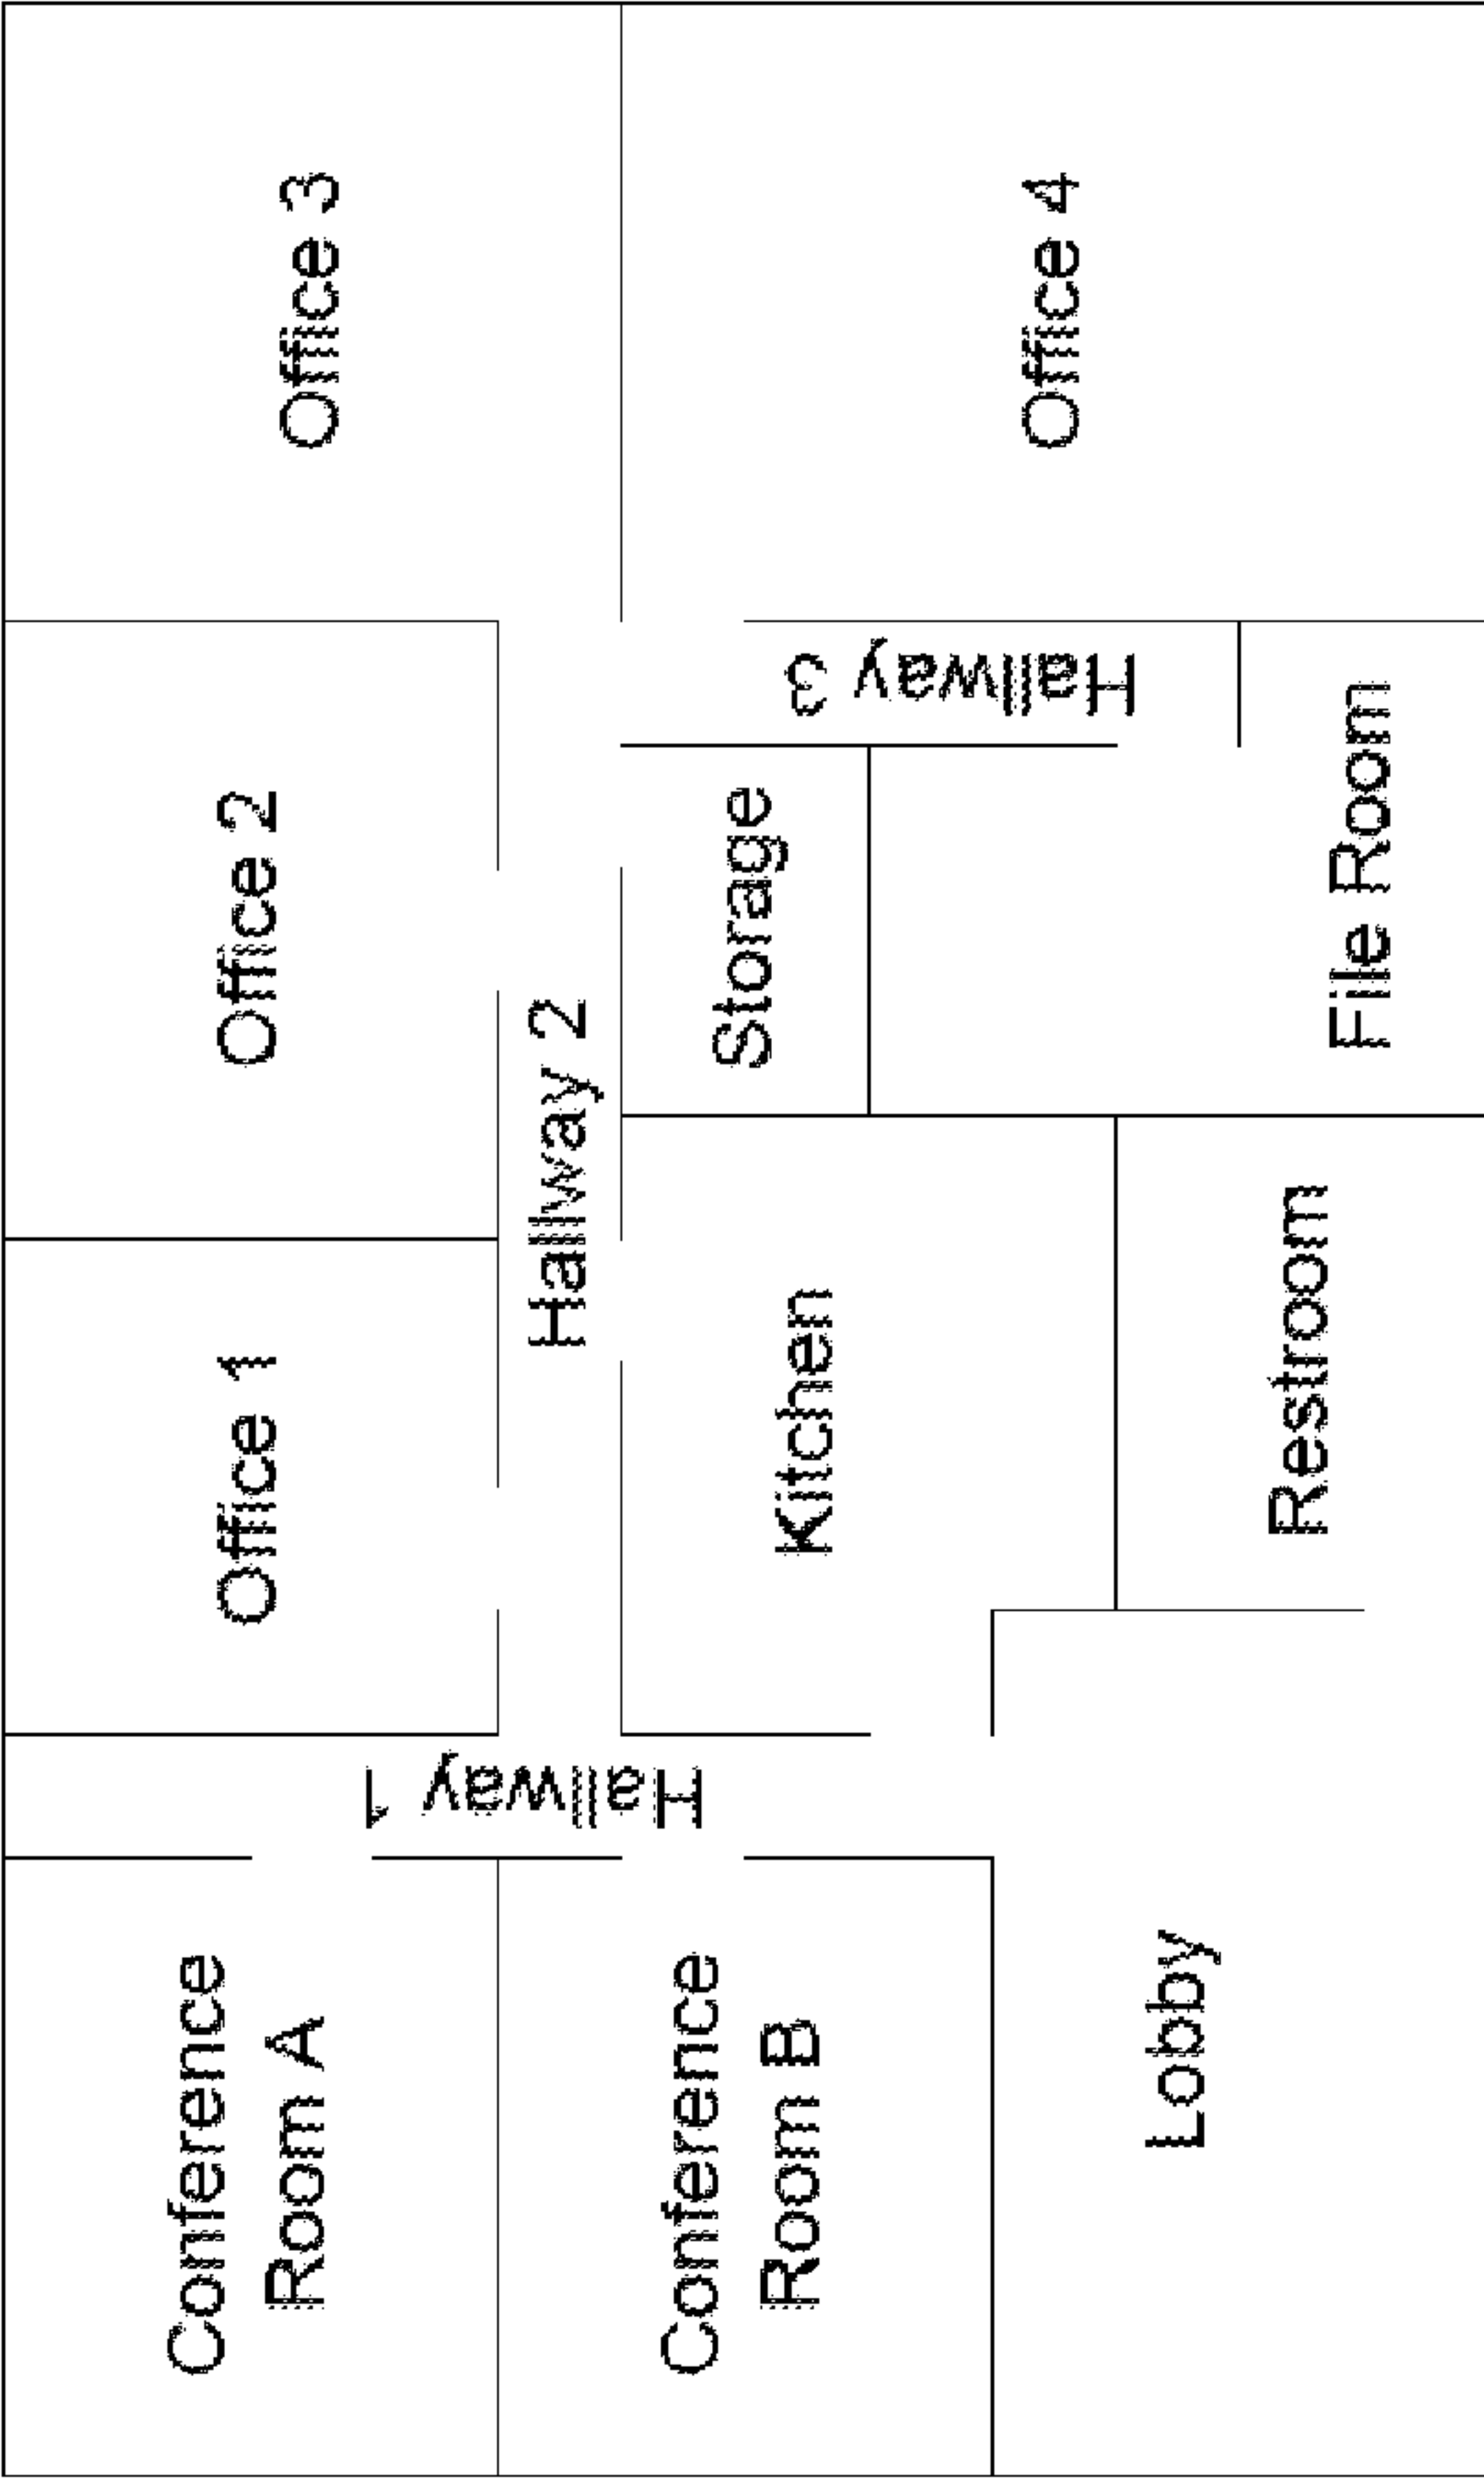 Office 3
Office 4
Hallway 3
Office 2
Storage
File Room
Hallway 2
Office 1
Kitchen
Restroom
Hallway 1
Conference
Room A
Conference
Room B
Lobby